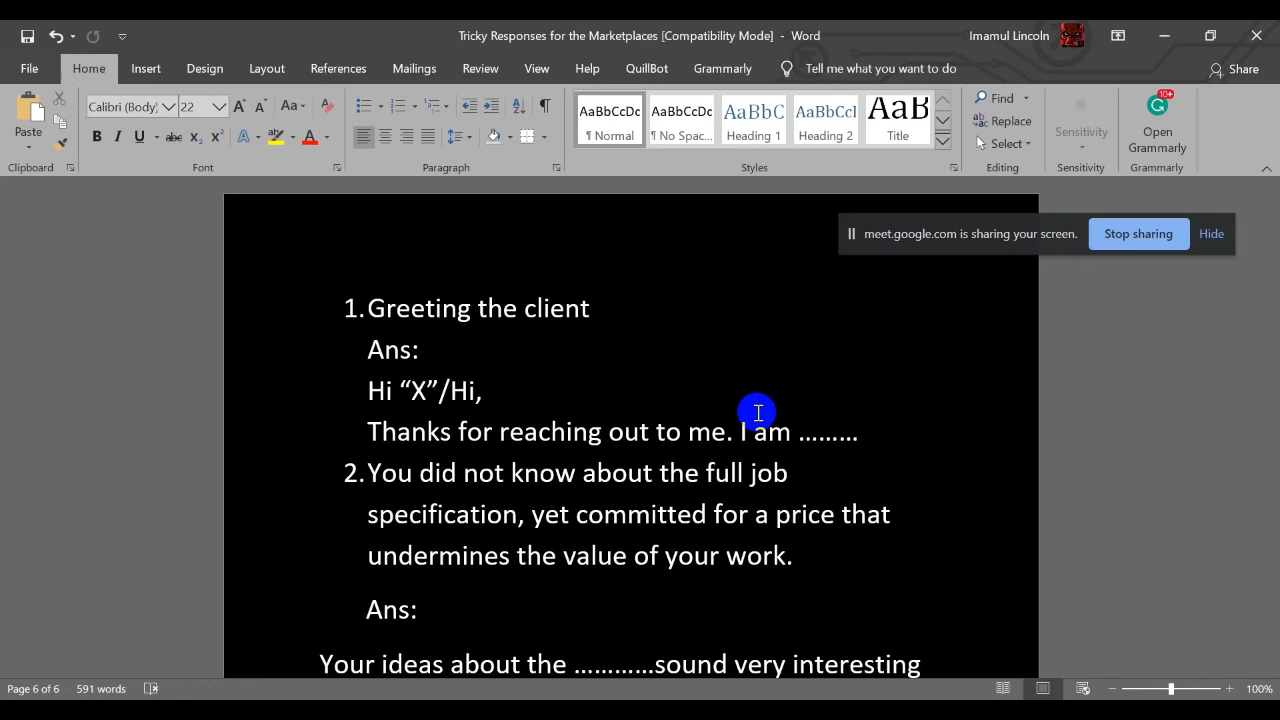 Tricky Responses for the Marketplaces [Compatibility Mode] - Word
Imamul Lincoln
File Home Insert Design Layout References Mailings Review View Help QuillBot Grammarly Tell me what you want to do Share
Calibri (Body) 22 A A Aa
AaBbCcDc AaBbCcDc AaBbC AaBbCcI AaB
Find
Replace
Select
Paste
B I U abc X₂ X² A A
¶ Normal ¶ No Spac... Heading 1 Heading 2 Title
Sensitivity
10+
Open
Grammarly
Clipboard Font Paragraph Styles Editing Sensitivity Grammarly
meet.google.com is sharing your screen. Stop sharing Hide
1. Greeting the client
Ans:
Hi “X”/Hi,
Thanks for reaching out to me. I am ………
2. You did not know about the full job
specification, yet committed for a price that
undermines the value of your work.
Ans:
Your ideas about the …………sound very interesting
Page 6 of 6 591 words 100%